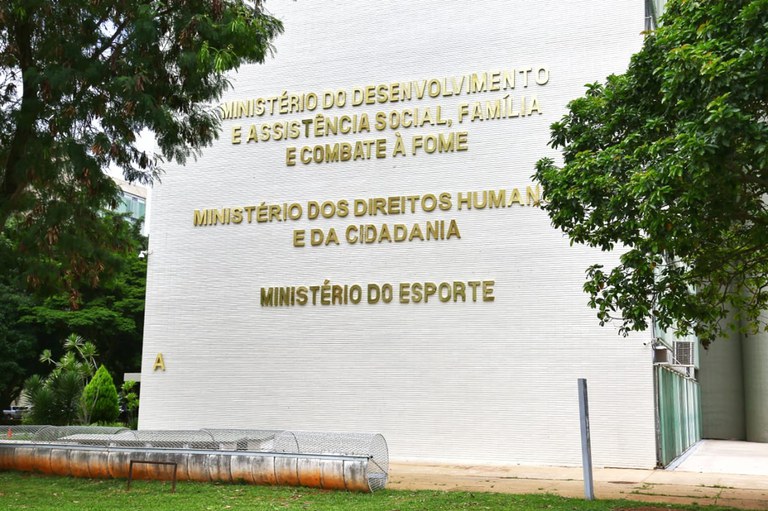 MINISTÉRIO DO DESENVOLVIMENTO
E ASSISTÊNCIA SOCIAL, FAMÍLIA
E COMBATE À FOME
MINISTÉRIO DOS DIREITOS HUMAN
E DA CIDADANIA
MINISTÉRIO DO ESPORTE
A